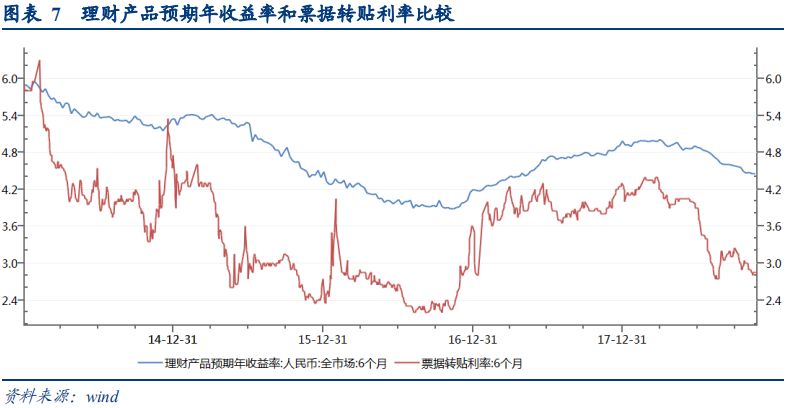 图表 7 理财产品预期年收益率和票据转贴利率比较
6.0 6.0
5.4 5.4
4.8 4.8
4.2 4.2
3.6 3.6
3.0 3.0
2.4 2.4
14-12-31 15-12-31 16-12-31 17-12-31
理财产品预期年收益率:人民币:全市场:6个月 票据转贴利率:6个月
资料来源：wind